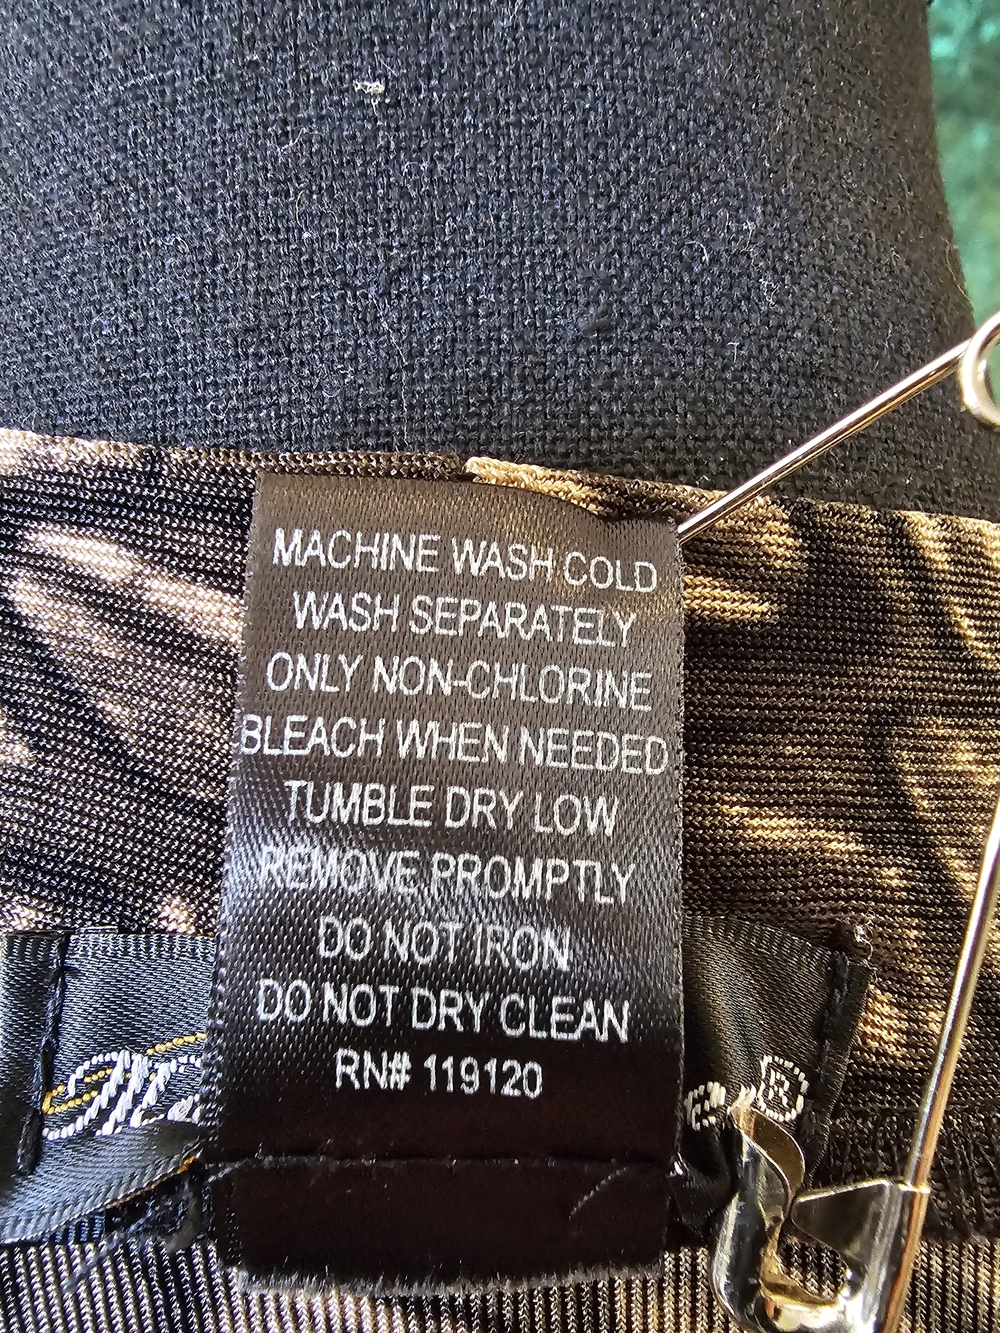 MACHINE WASH COLD
WASH SEPARATELY
ONLY NON-CHLORINE
BLEACH WHEN NEEDED
TUMBLE DRY LOW
REMOVE PROMPTLY
DO NOT IRON
DO NOT DRY CLEAN
RN# 119120
®